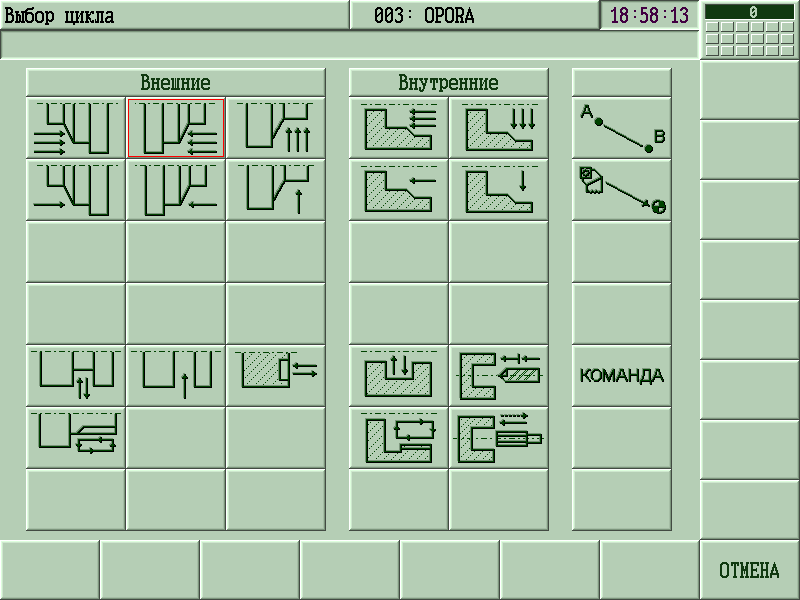 Выбор цикла 003: OPORA 18:58:13 0
Внешние Внутренние
A
B
КОМАНДА
ОТМЕНА